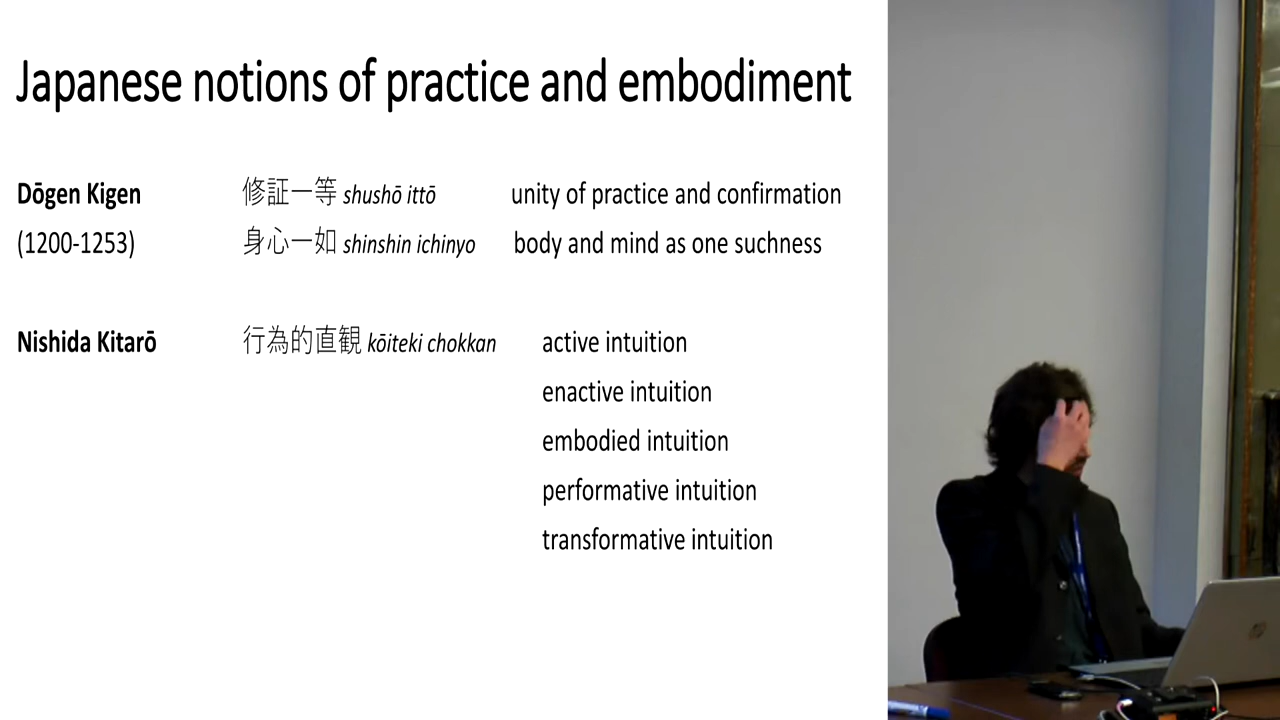 Japanese notions of practice and embodiment
Dōgen Kigen 修証一等 shushō ittō unity of practice and confirmation
(1200-1253) 身心一如 shinshin ichinyo body and mind as one suchness
Nishida Kitarō 行為的直観 kōiteki chokkan active intuition
enactive intuition
embodied intuition
performative intuition
transformative intuition